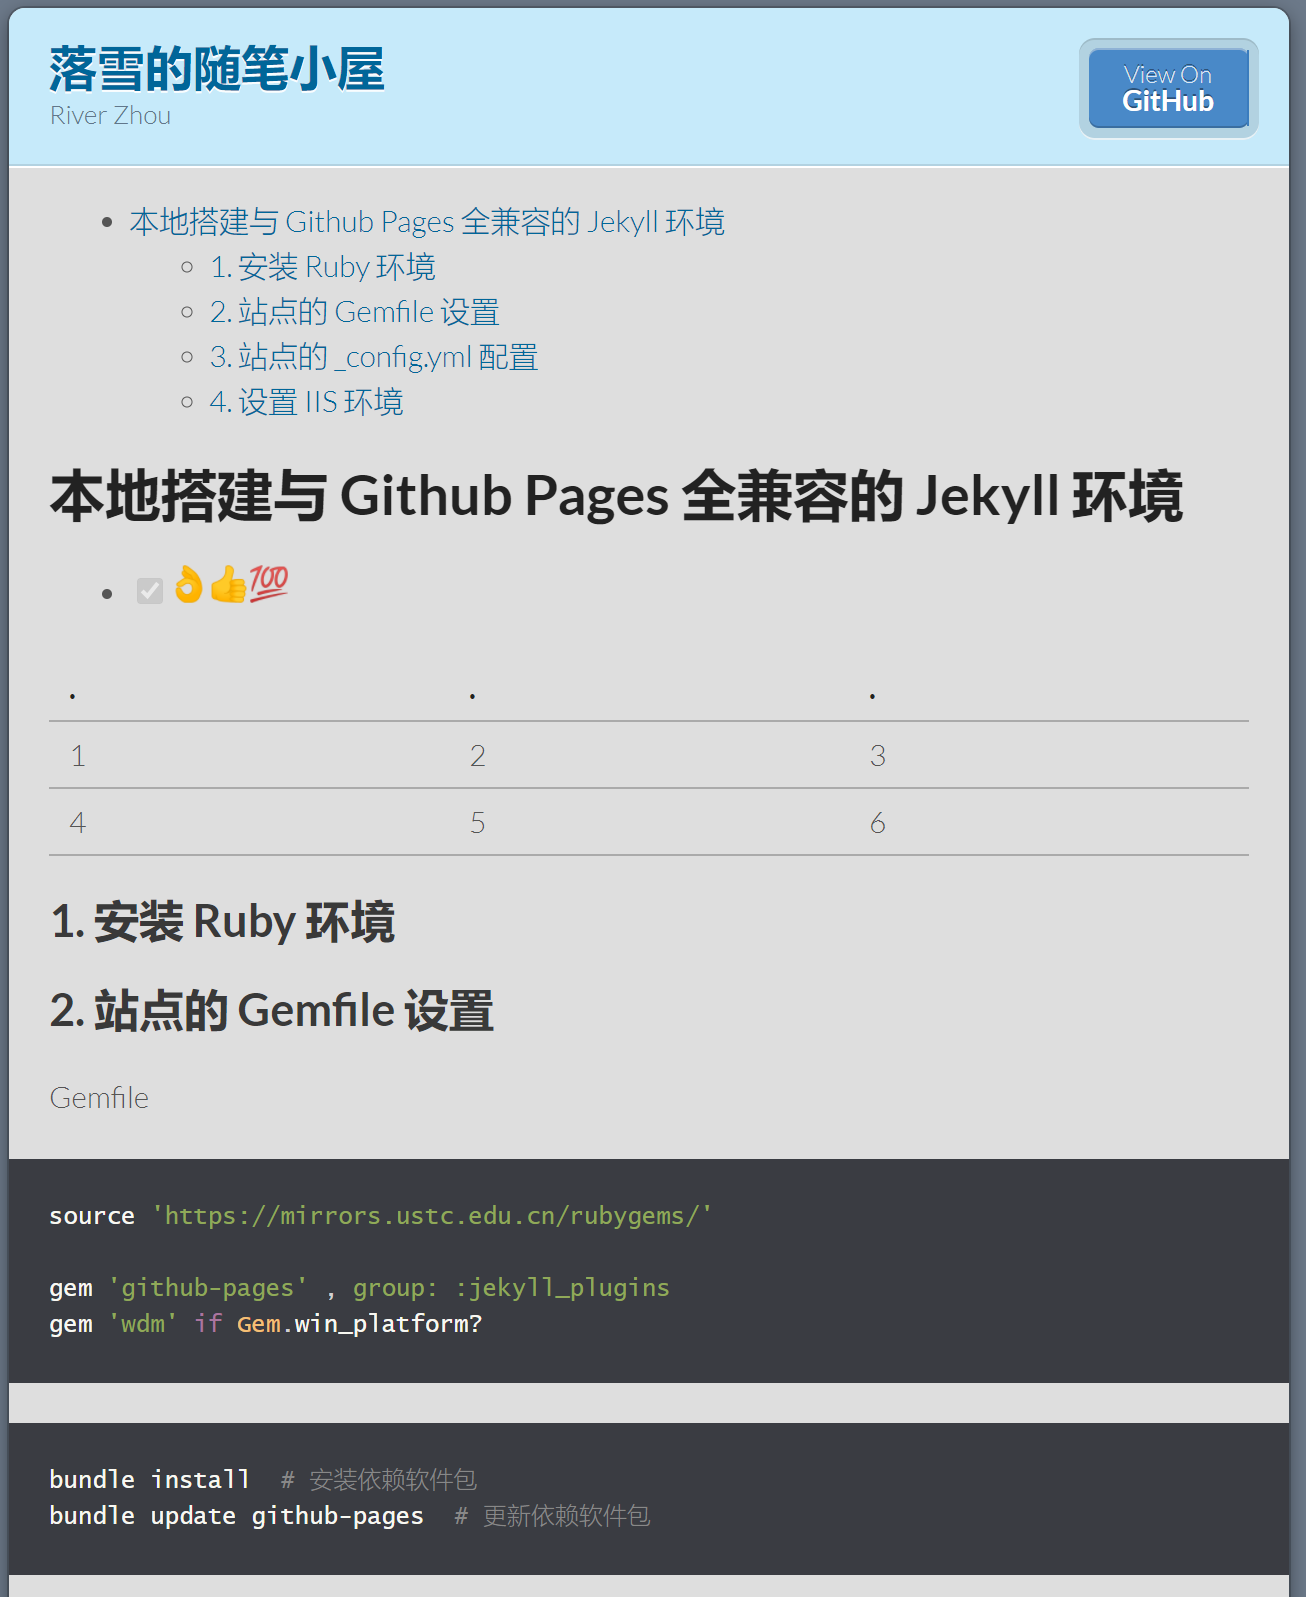 落雪的随笔小屋
River Zhou
View On
GitHub
本地搭建与 Github Pages 全兼容的 Jekyll 环境
1. 安装 Ruby 环境
2. 站点的 Gemfile 设置
3. 站点的 _config.yml 配置
4. 设置 IIS 环境
本地搭建与 Github Pages 全兼容的 Jekyll 环境
👌👍💯
. . .
1 2 3
4 5 6
1. 安装 Ruby 环境
2. 站点的 Gemfile 设置
Gemfile
source 'https://mirrors.ustc.edu.cn/rubygems/'
gem 'github-pages' , group: :jekyll_plugins
gem 'wdm' if Gem.win_platform?
bundle install  # 安装依赖软件包
bundle update github-pages  # 更新依赖软件包